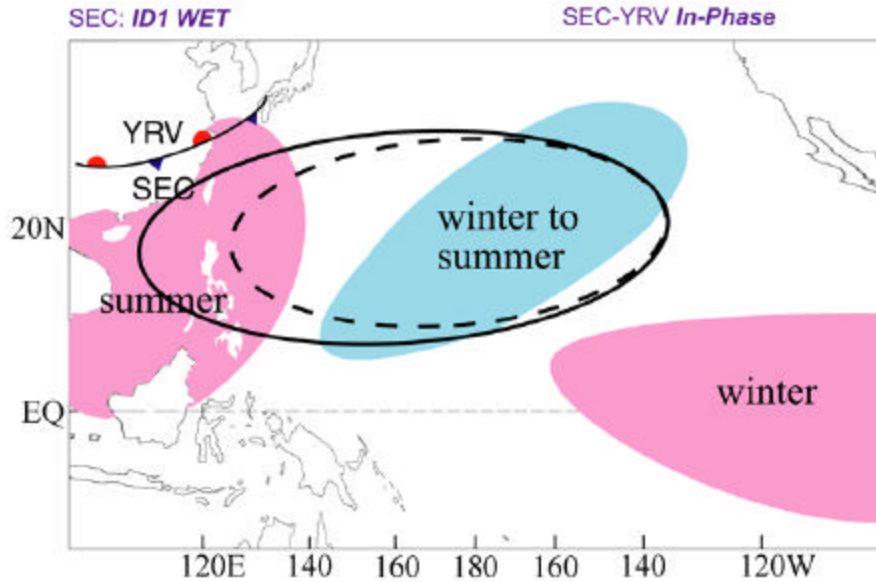 SEC: ID1 WET
SEC-YRV In-Phase
YRV
SEC
20N
winter to
summer
summer
winter
EQ
120E 140 160 180 160 140 120W